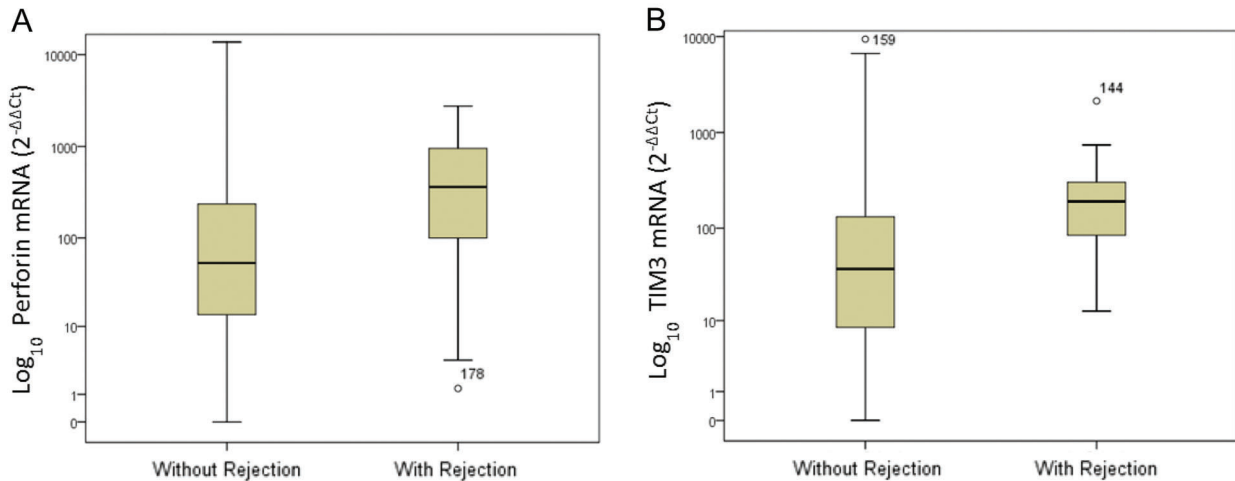 A
Log₁₀ Perforin mRNA (2⁻ΔΔCt)
10000
1000
100
10
1
0
178
Without Rejection
With Rejection
B
Log₁₀ TIM3 mRNA (2⁻ΔΔCt)
10000
1000
100
10
1
0
159
144
Without Rejection
With Rejection